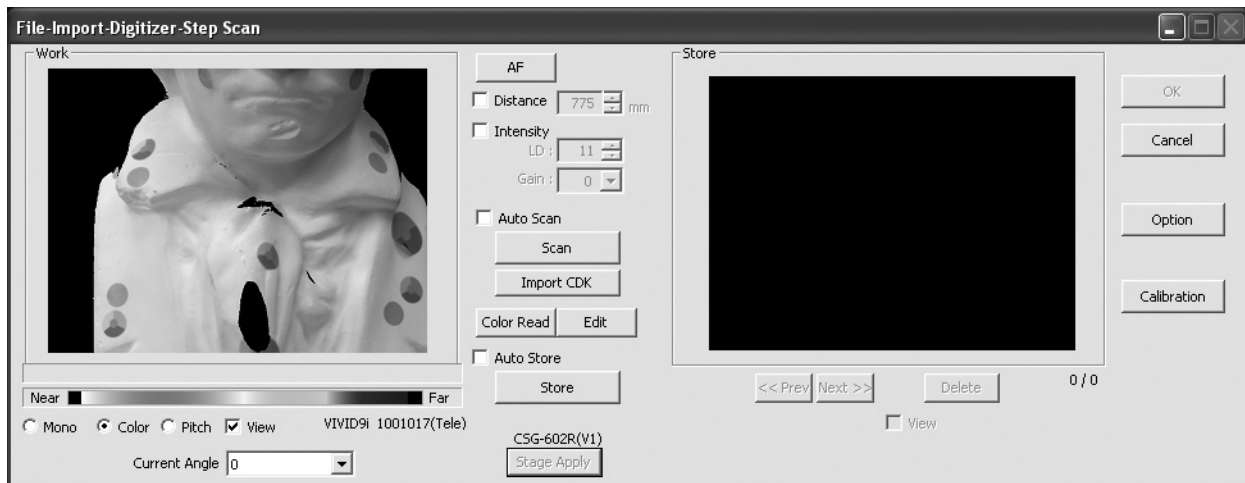 File-Import-Digitizer-Step Scan
Work
Near
Far
Mono
Color
Pitch
View
VIVID9i 1001017(Tele)
Current Angle
0
AF
Distance
775
mm
Intensity
LD :
11
Gain :
0
Auto Scan
Scan
Import CDK
Color Read
Edit
Auto Store
Store
CSG-602R(V1)
Stage Apply
Store
<< Prev
Next >>
Delete
0 / 0
View
OK
Cancel
Option
Calibration